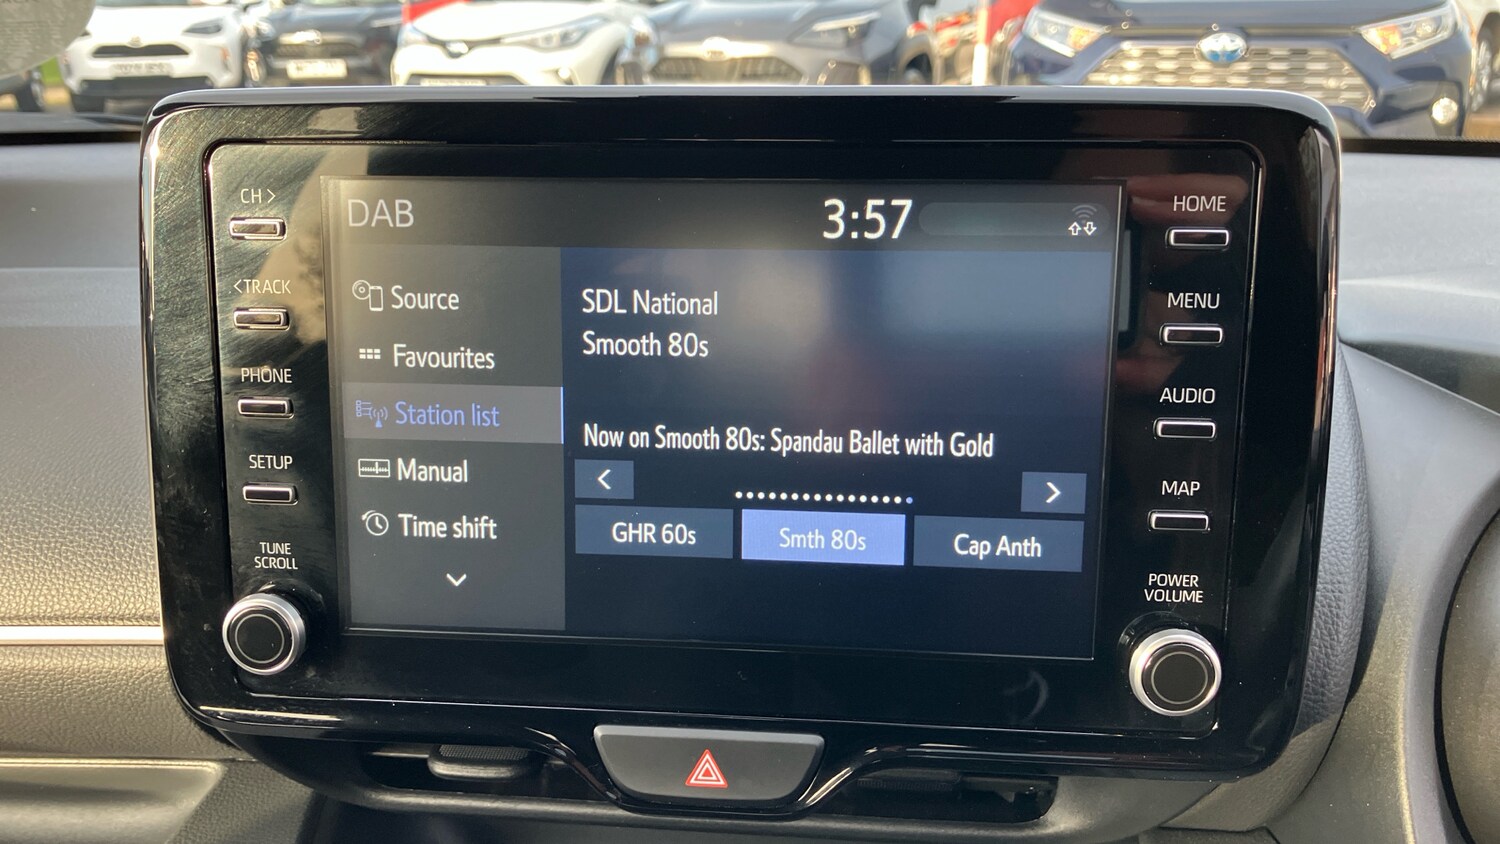 CH >
<TRACK
PHONE
SETUP
TUNE
SCROLL
DAB
3:57
Source
Favourites
Station list
Manual
Time shift
SDL National
Smooth 80s
Now on Smooth 80s: Spandau Ballet with Gold
<
>
GHR 60s
Smth 80s
Cap Anth
HOME
MENU
AUDIO
MAP
POWER
VOLUME